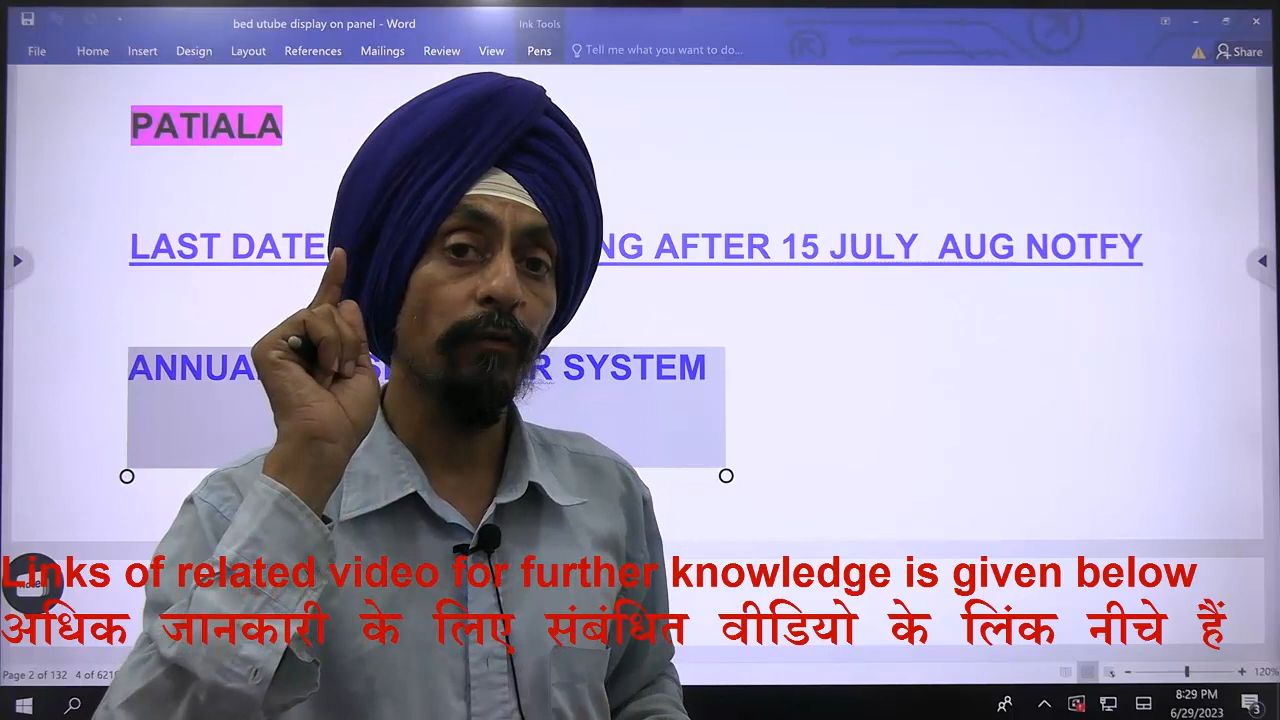 bed utube display on panel - Word
Ink Tools
File Home Insert Design Layout References Mailings Review View Pens Tell me what you want to do... Share
PATIALA
LAST DATE NG AFTER 15 JULY AUG NOTFY
ANNUA R SYSTEM
Links of related video for further knowledge is given below
अधिक जानकारी के लिए संबंधित वीडियो के लिंक नीचे हैं
Page 2 of 132
120%
8:29 PM
6/29/2023
3